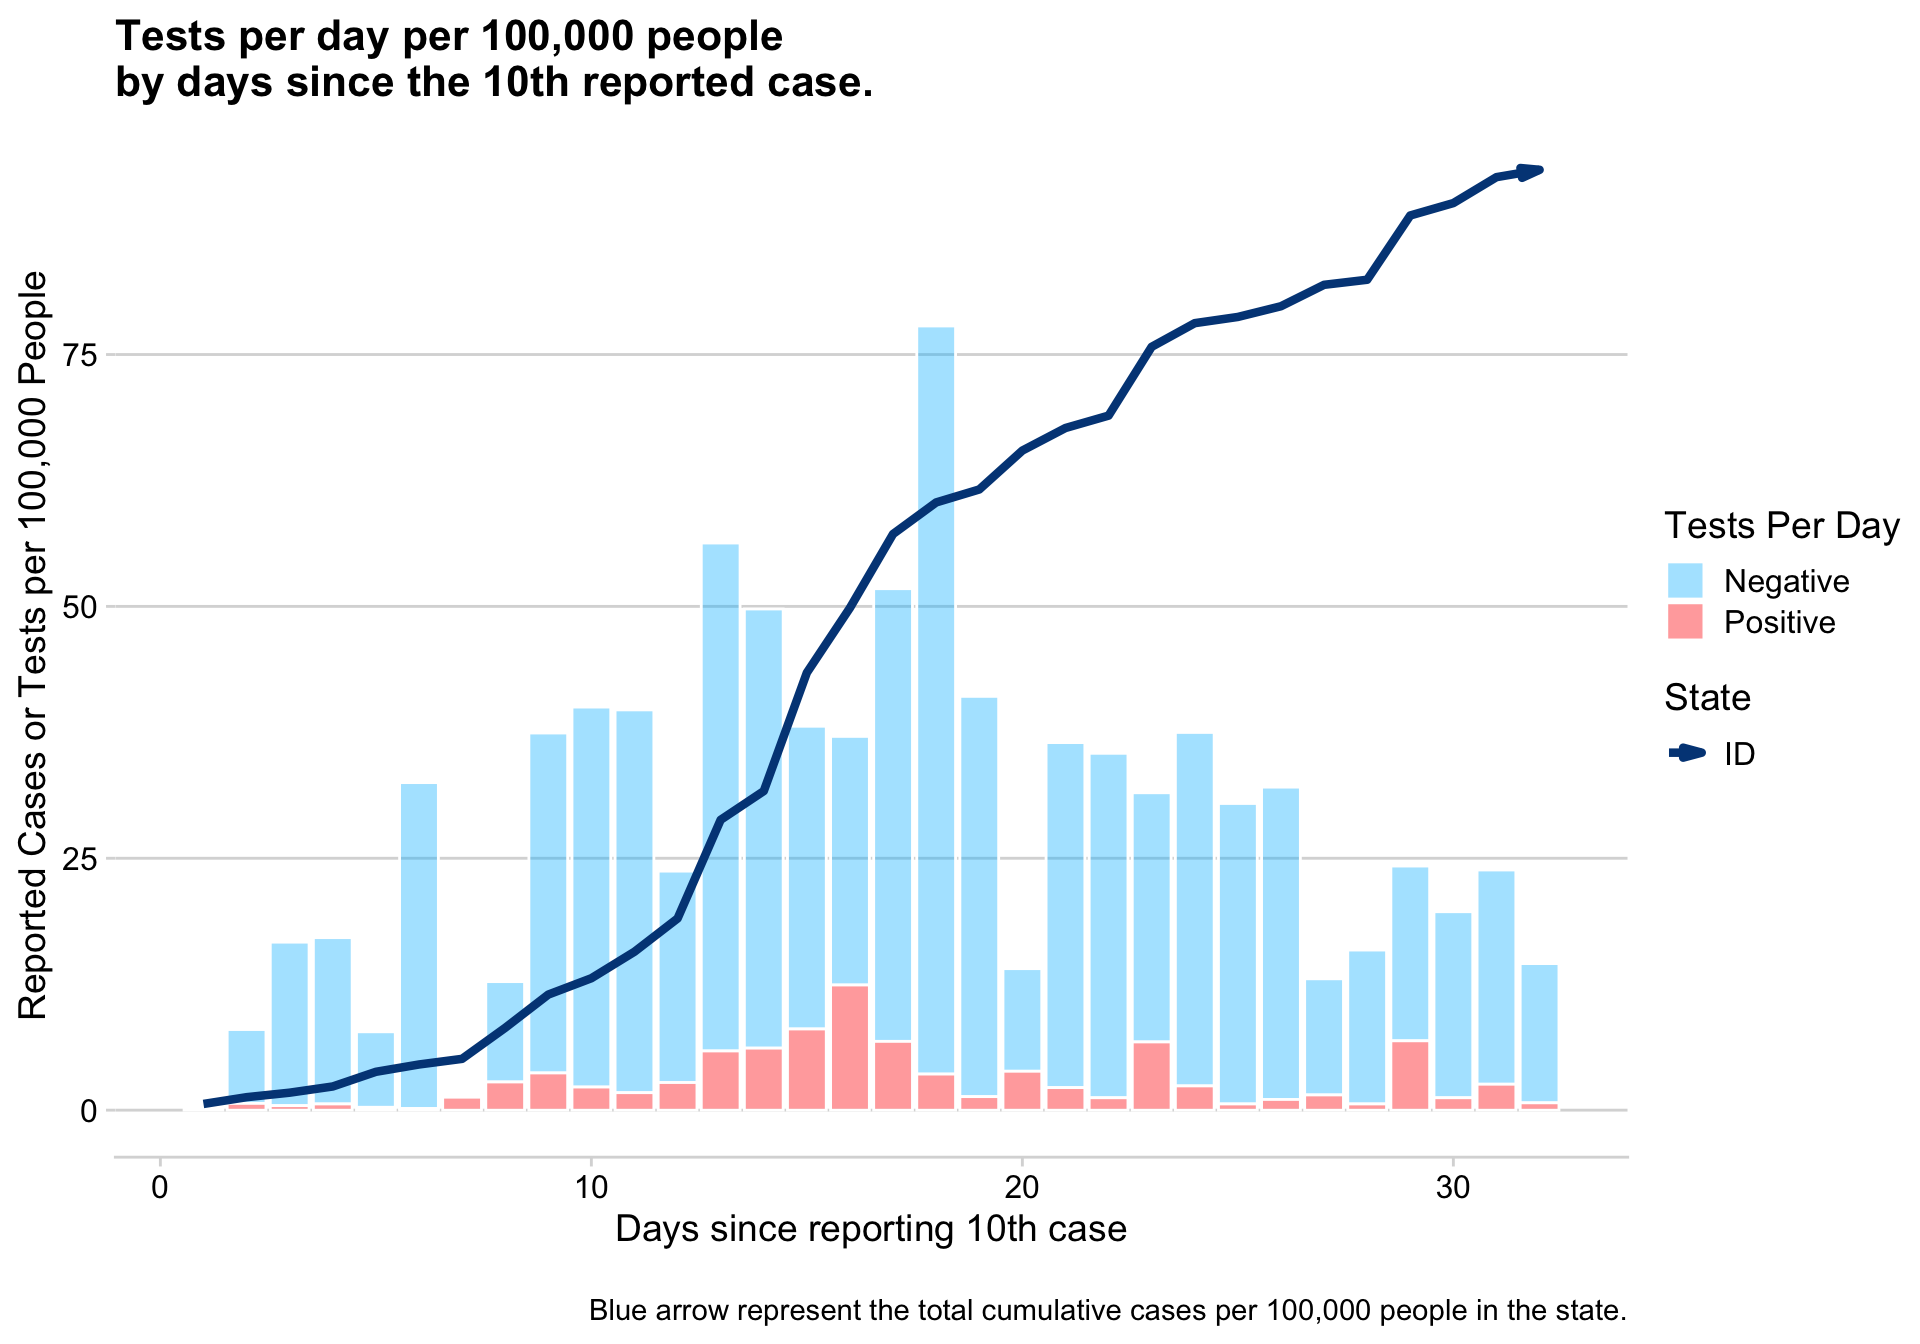 Tests per day per 100,000 people
by days since the 10th reported case.
Reported Cases or Tests per 100,000 People
75
50
25
0
0
10
20
30
Days since reporting 10th case
Tests Per Day
Negative
Positive
State
ID
Blue arrow represent the total cumulative cases per 100,000 people in the state.